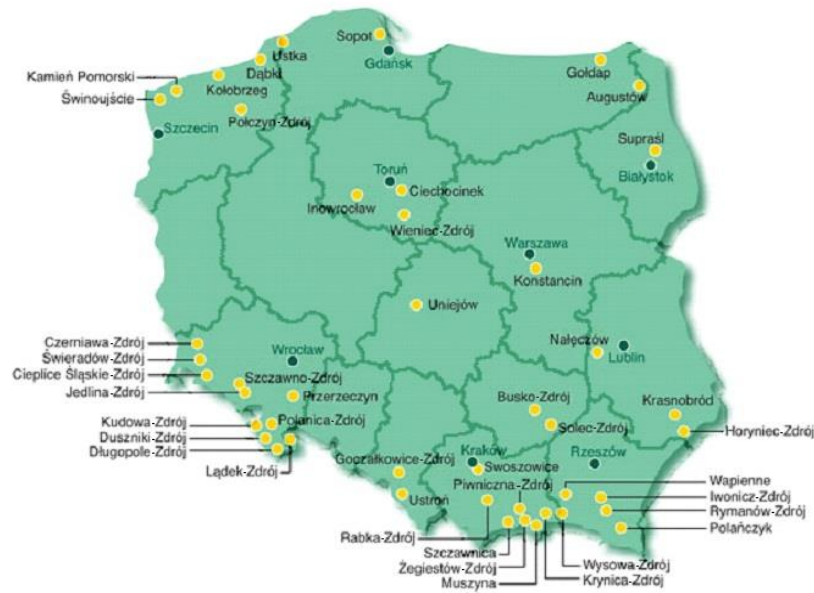 Sopot
Ustka
Gdańsk
Dąbki
Gołdap
Kamień Pomorski
Kołobrzeg
Augustów
Świnoujście
Połczyn-Zdrój
Szczecin
Supraśl
Toruń
Białystok
Ciechocinek
Inowrocław
Wieniec-Zdrój
Warszawa
Konstancin
Uniejów
Nałęczów
Czerniawa-Zdrój
Wrocław
Lublin
Świeradów-Zdrój
Cieplice Śląskie-Zdrój
Szczawno-Zdrój
Jedlina-Zdrój
Przerzeczyn
Busko-Zdrój
Krasnobród
Kudowa-Zdrój
Polanica-Zdrój
Solec-Zdrój
Horyniec-Zdrój
Duszniki-Zdrój
Długopole-Zdrój
Kraków
Rzeszów
Lądek-Zdrój
Goczałkowice-Zdrój
Swoszowice
Wapienne
Piwniczna-Zdrój
Iwonicz-Zdrój
Ustroń
Rymanów-Zdrój
Polańczyk
Rabka-Zdrój
Szczawnica
Żegiestów-Zdrój
Wysowa-Zdrój
Muszyna
Krynica-Zdrój